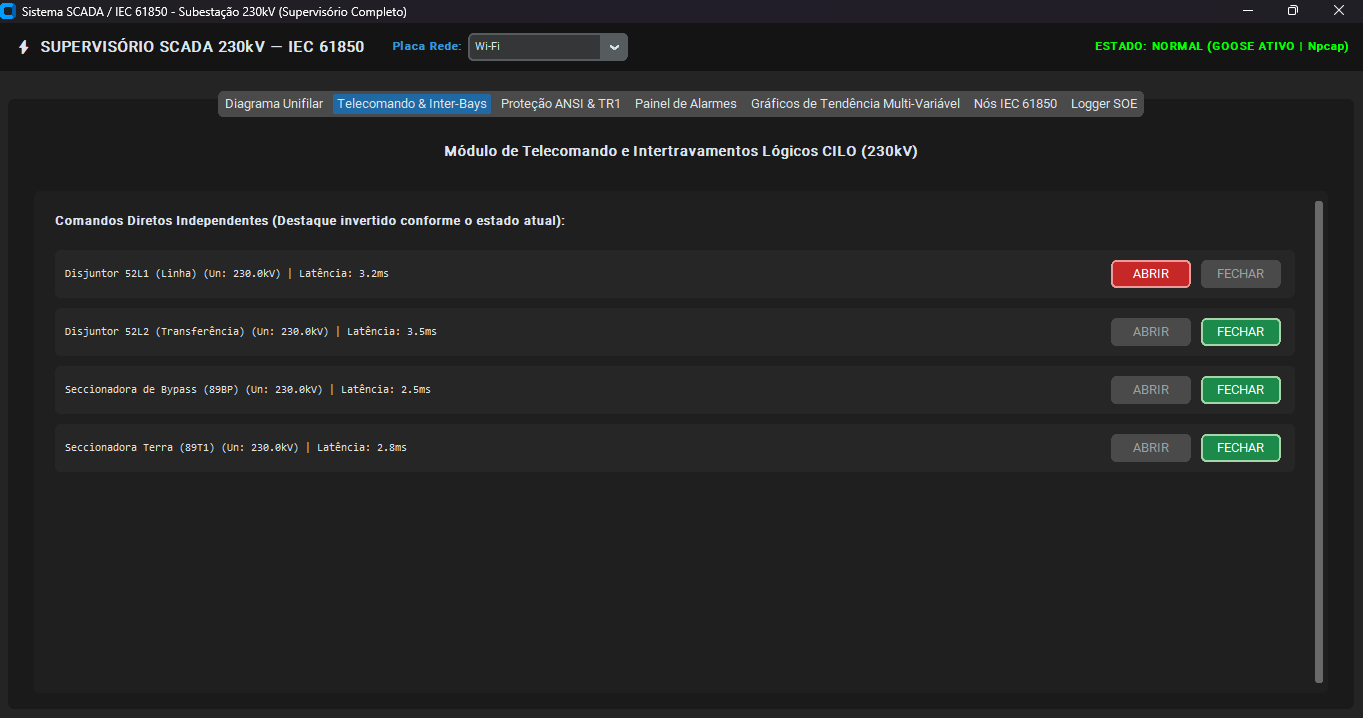 Sistema SCADA / IEC 61850 - Subestação 230kV (Supervisório Completo)
SUPERVISÓRIO SCADA 230kV — IEC 61850
Placa Rede:
Wi-Fi
ESTADO: NORMAL (GOOSE ATIVO | Npcap)
Diagrama Unifilar
Telecomando & Inter-Bays
Proteção ANSI & TR1
Painel de Alarmes
Gráficos de Tendência Multi-Variável
Nós IEC 61850
Logger SOE
Módulo de Telecomando e Intertravamentos Lógicos CILO (230kV)
Comandos Diretos Independentes (Destaque invertido conforme o estado atual):
Disjuntor 52L1 (Linha) (Un: 230.0kV) | Latência: 3.2ms
ABRIR
FECHAR
Disjuntor 52L2 (Transferência) (Un: 230.0kV) | Latência: 3.5ms
ABRIR
FECHAR
Seccionadora de Bypass (89BP) (Un: 230.0kV) | Latência: 2.5ms
ABRIR
FECHAR
Seccionadora Terra (89T1) (Un: 230.0kV) | Latência: 2.8ms
ABRIR
FECHAR